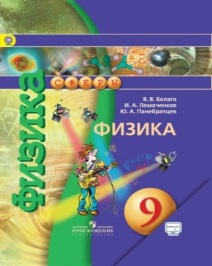 физика
СФЕРЫ
В. В. Белага
И. А. Ломаченков
Ю. А. Панебратцев
ФИЗИКА
9
ПРОСВЕЩЕНИЕ